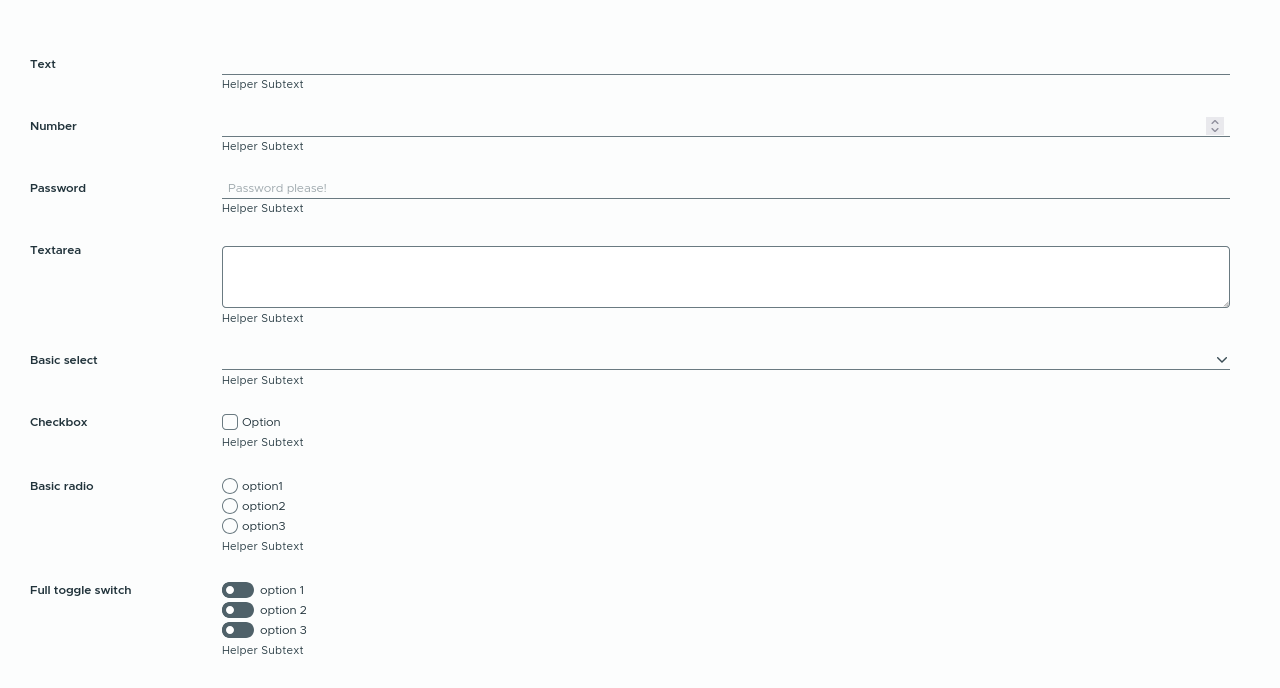 Text
Helper Subtext
Number
Helper Subtext
Password
Password please!
Helper Subtext
Textarea
Helper Subtext
Basic select
Helper Subtext
Checkbox
Option
Helper Subtext
Basic radio
option1
option2
option3
Helper Subtext
Full toggle switch
option 1
option 2
option 3
Helper Subtext